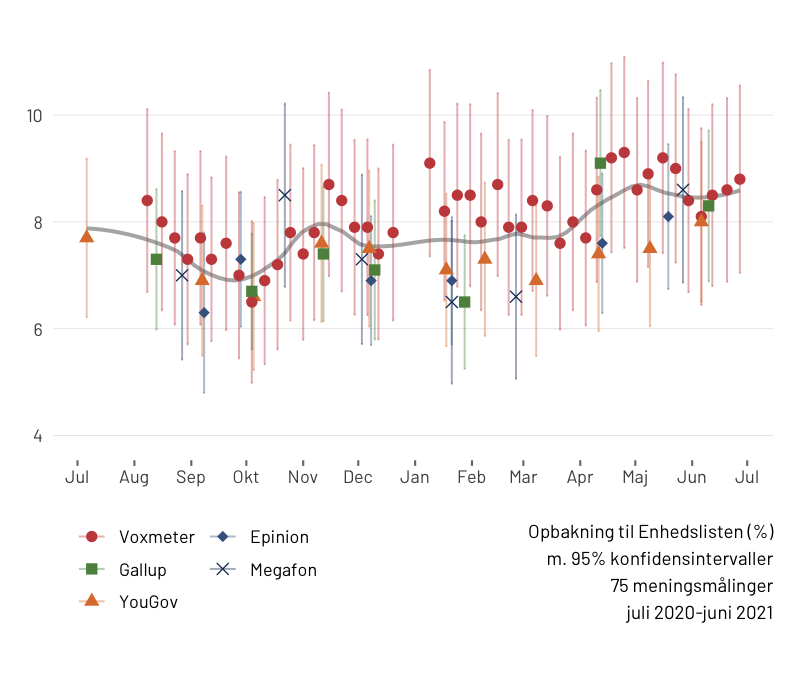 10
8
6
4
Jul Aug Sep Okt Nov Dec Jan Feb Mar Apr Maj Jun Jul
Voxmeter Epinion
Gallup Megafon
YouGov
Opbakning til Enhedslisten (%)
m. 95% konfidensintervaller
75 meningsmålinger
juli 2020-juni 2021